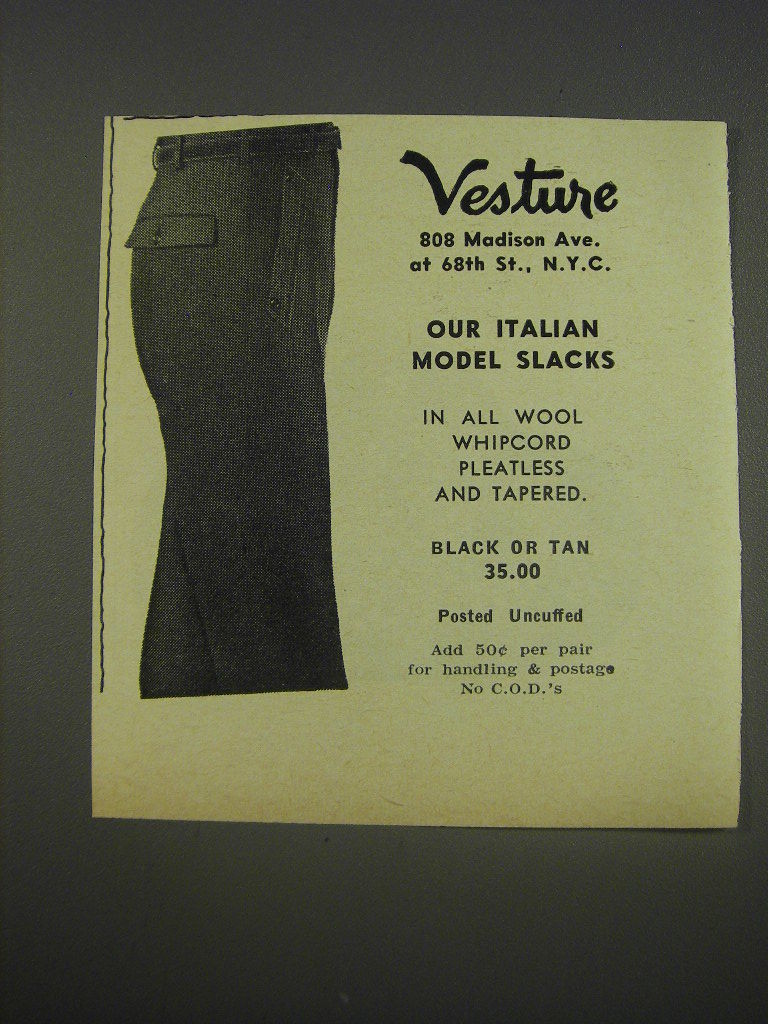 Vesture
808 Madison Ave.
at 68th St., N.Y.C.
OUR ITALIAN
MODEL SLACKS
IN ALL WOOL
WHIPCORD
PLEATLESS
AND TAPERED.
BLACK OR TAN
35.00
Posted Uncuffed
Add 50¢ per pair
for handling & postage
No C.O.D.'s